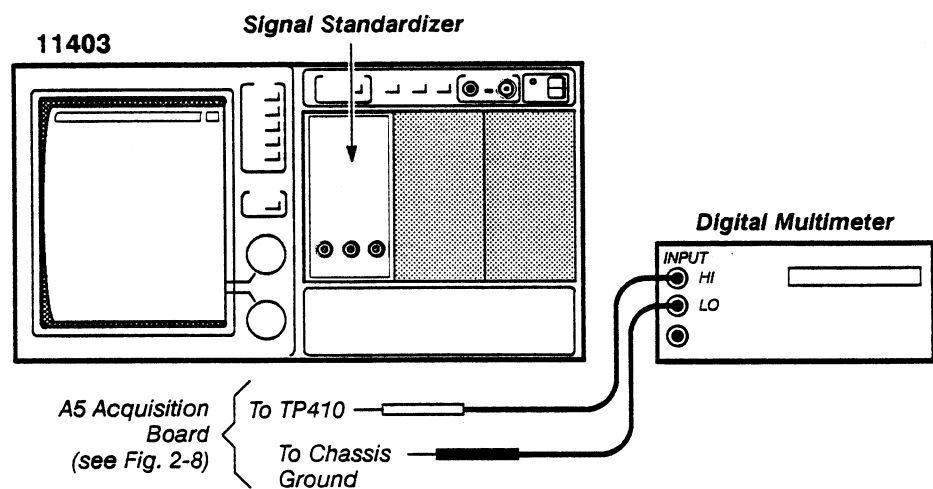 Signal Standardizer
11403
Digital Multimeter
INPUT
HI
LO
A5 Acquisition
Board
(see Fig. 2-8)
To TP410
To Chassis
Ground